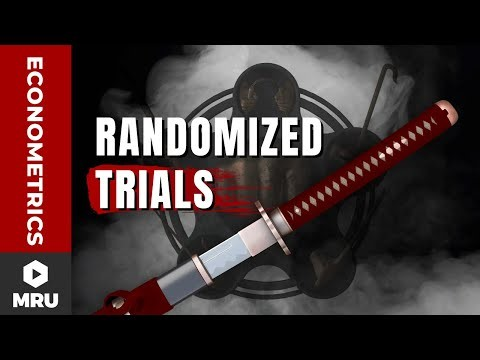 ECONOMETRICS
MRU
RANDOMIZED
TRIALS